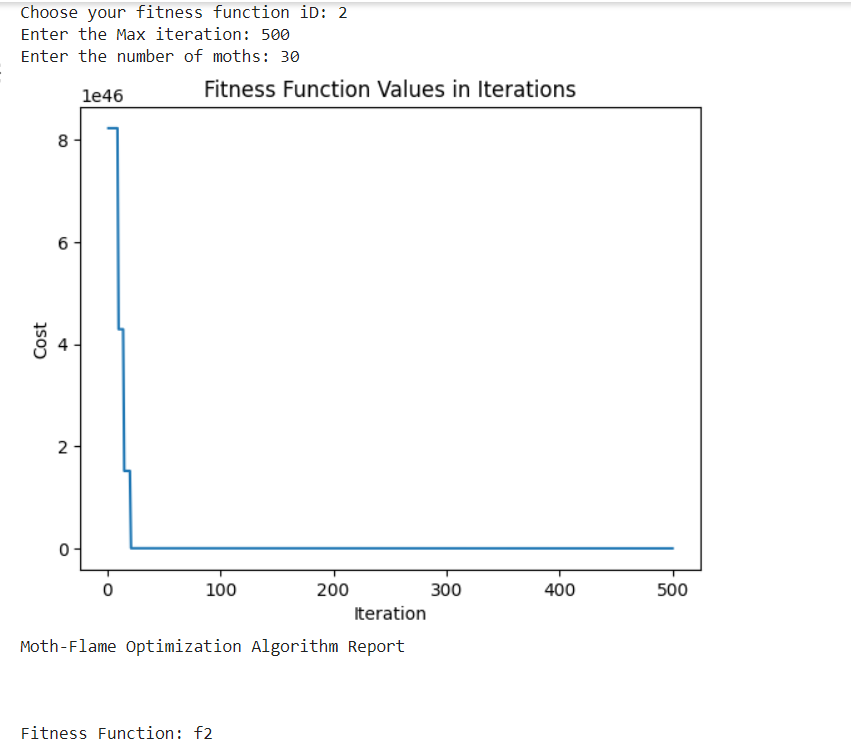 Choose your fitness function iD: 2
Enter the Max iteration: 500
Enter the number of moths: 30
Fitness Function Values in Iterations
1e46
8
6
4
2
0
Cost
0 100 200 300 400 500
Iteration
Moth-Flame Optimization Algorithm Report
Fitness Function: f2